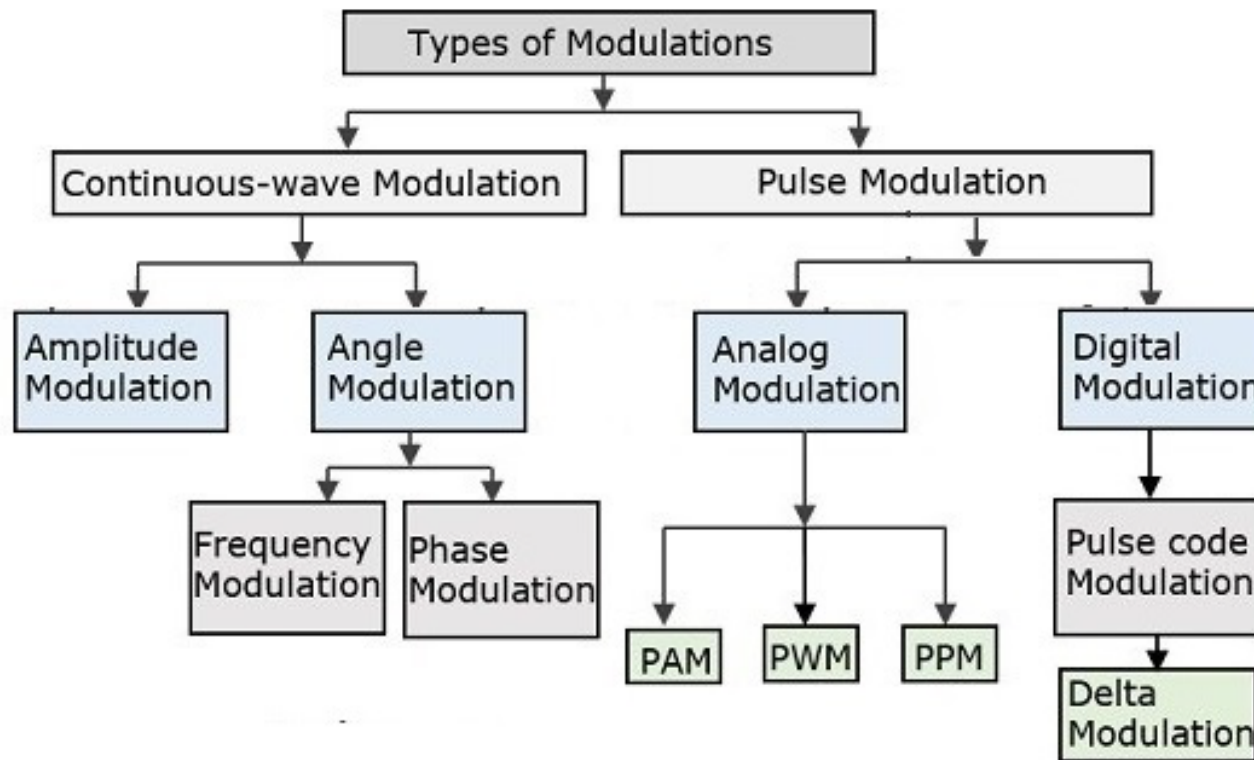 Types of Modulations
Continuous-wave Modulation
Pulse Modulation
Amplitude
Modulation
Angle
Modulation
Analog
Modulation
Digital
Modulation
Frequency
Modulation
Phase
Modulation
Pulse code
Modulation
PAM
PWM
PPM
Delta
Modulation